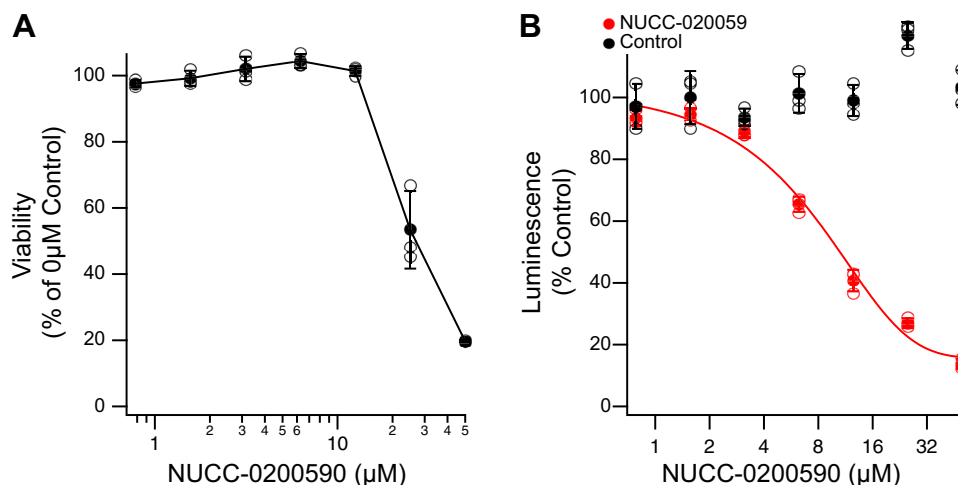 A
100
80
60
40
20
0
Viability
(% of 0µM Control)
1
2
3
4
5
6
10
2
3
4
5
NUCC-0200590 (µM)
B
NUCC-020059
Control
100
80
60
40
20
0
Luminescence
(% Control)
1
2
4
8
16
32
NUCC-0200590 (µM)